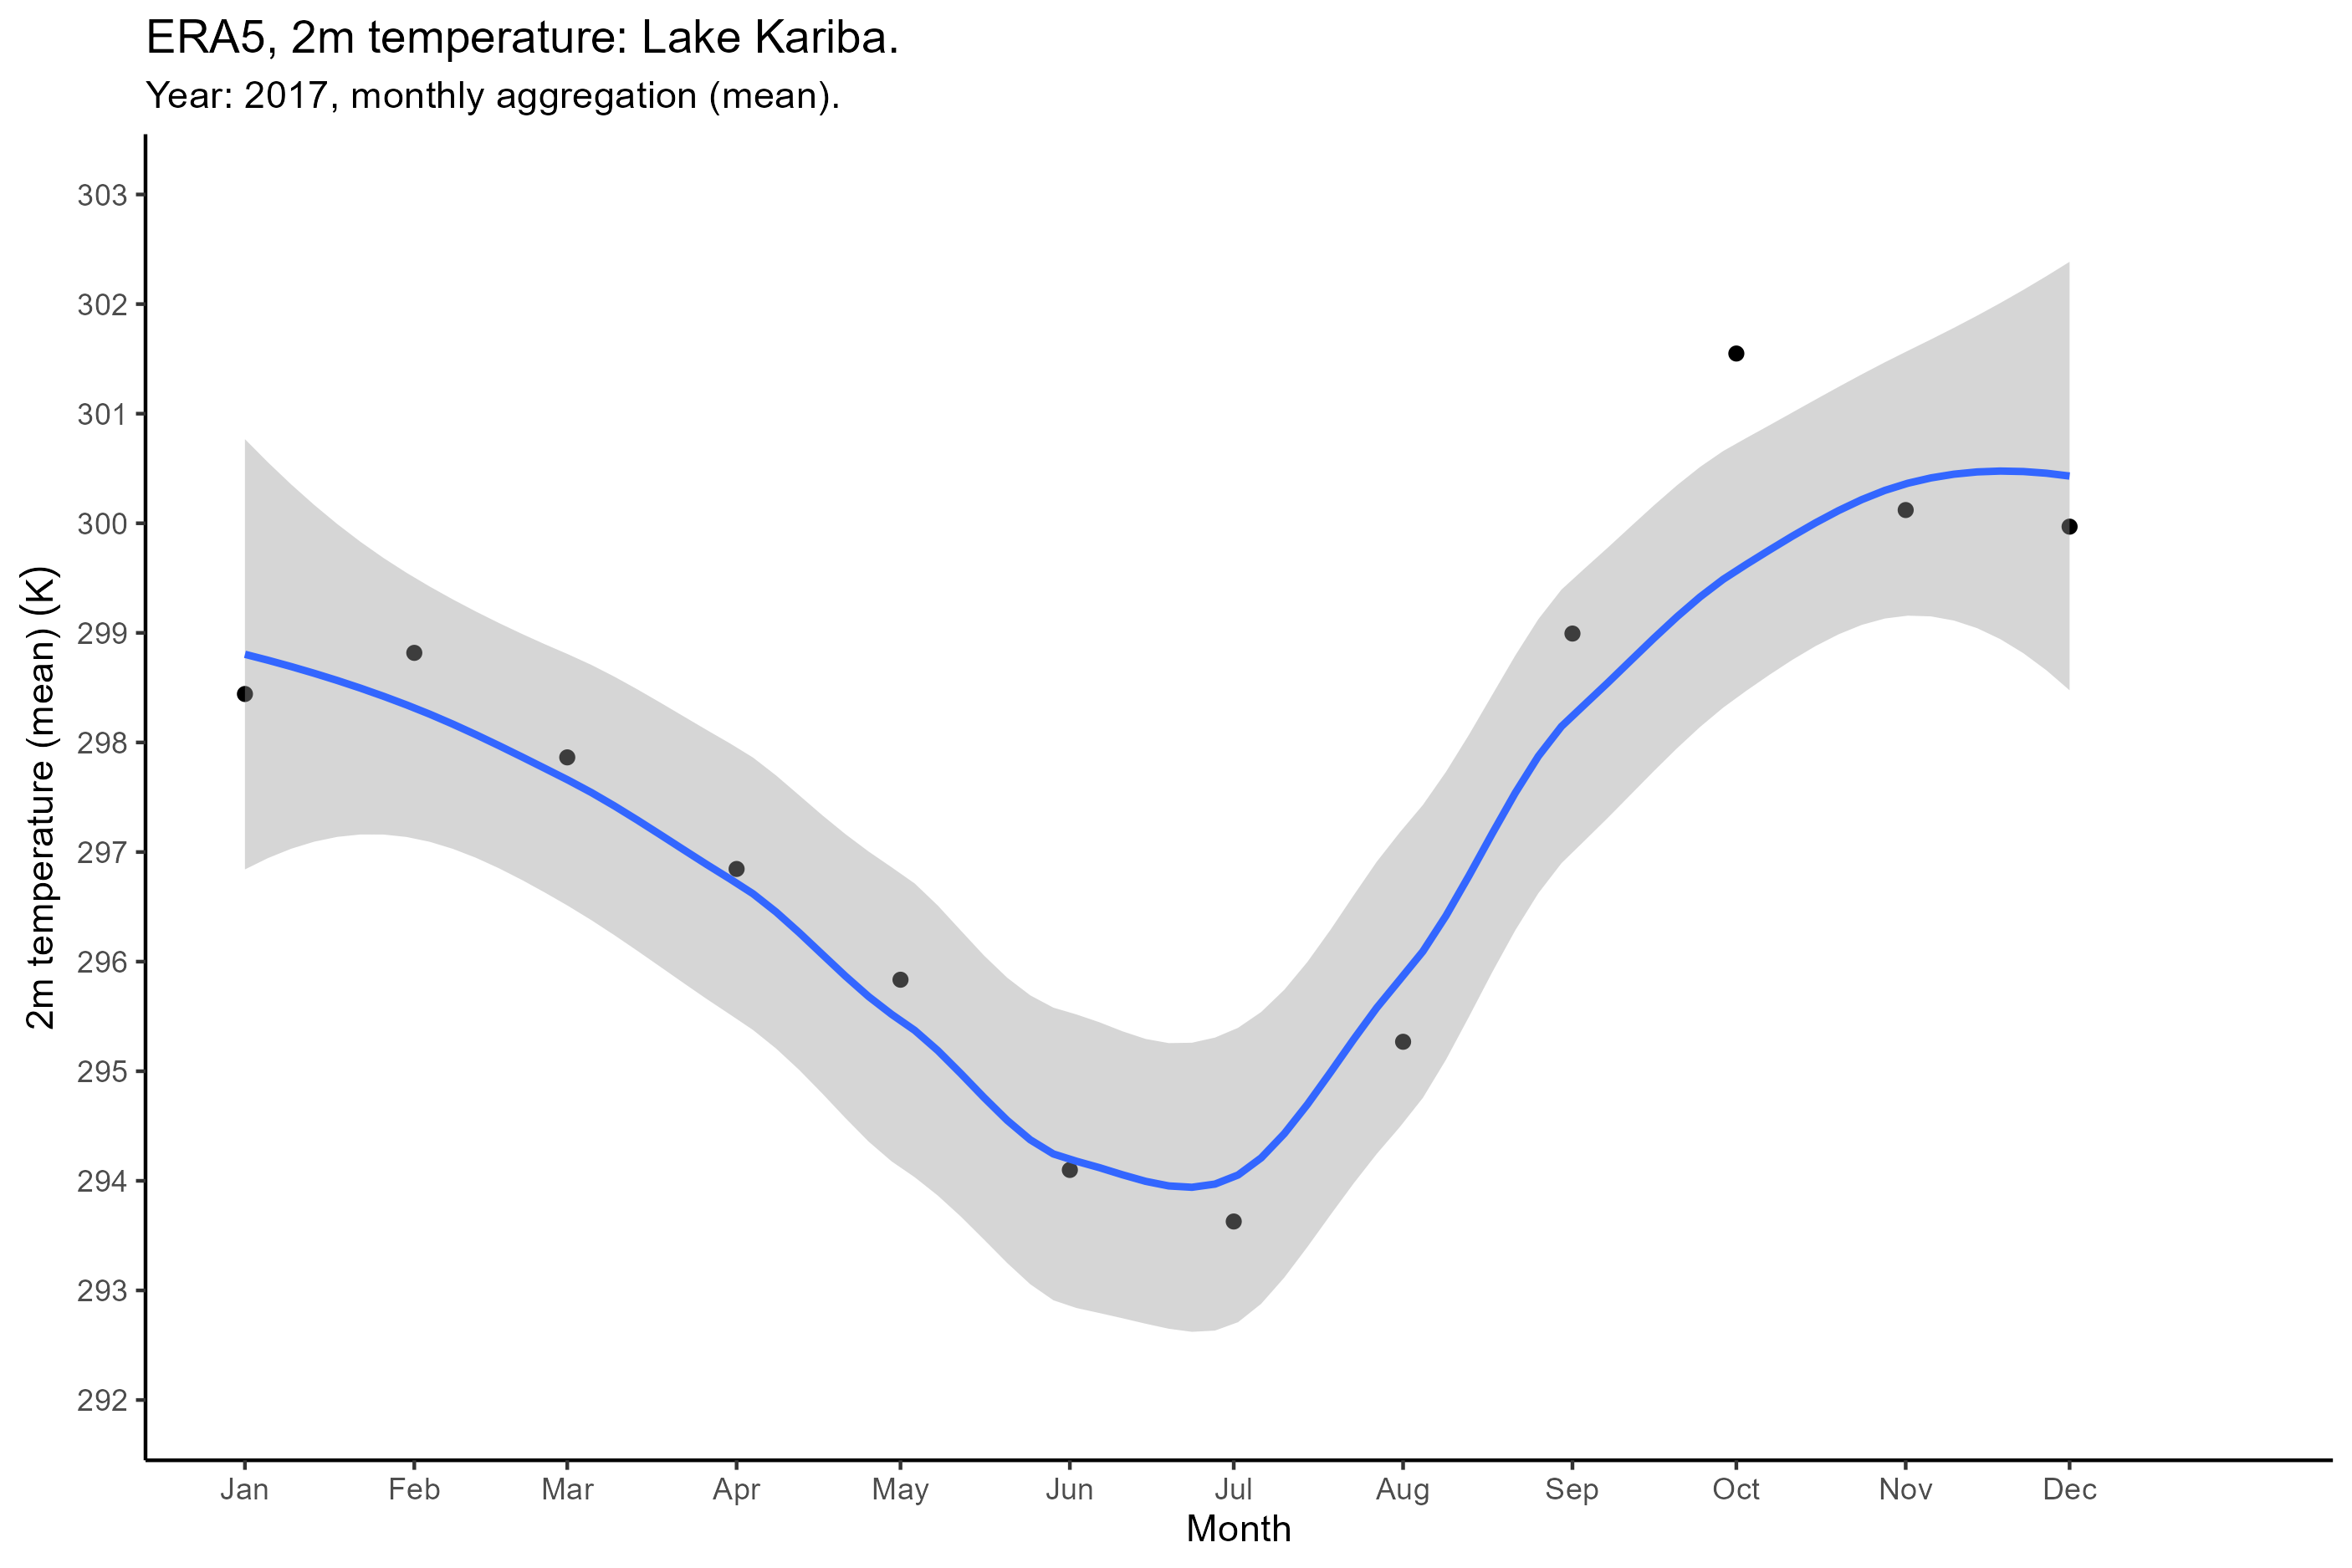 ERA5, 2m temperature: Lake Kariba.
Year: 2017, monthly aggregation (mean).
2m temperature (mean) (K)
303
302
301
300
299
298
297
296
295
294
293
292
Jan Feb Mar Apr May Jun Jul Aug Sep Oct Nov Dec
Month